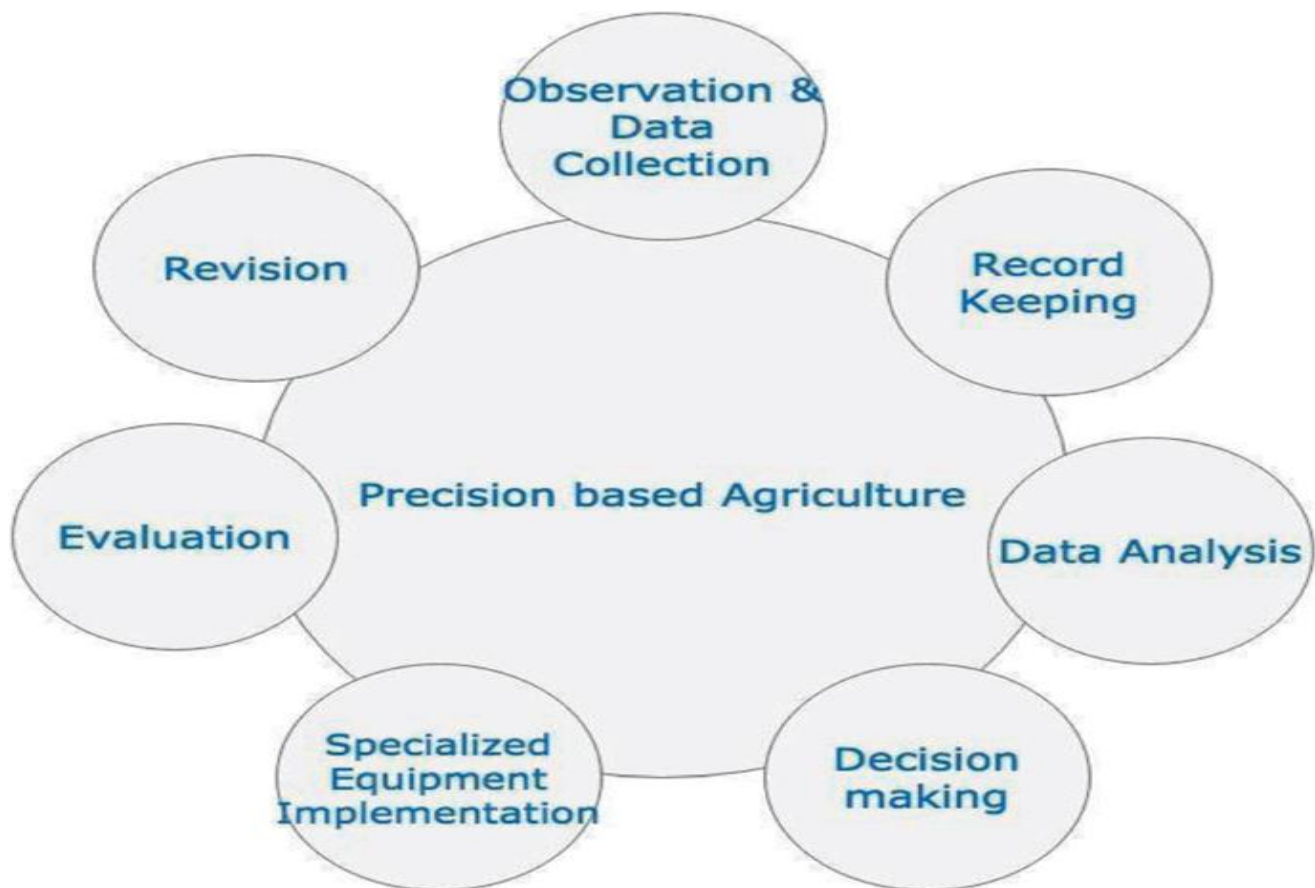 Observation &
Data
Collection
Record
Keeping
Data Analysis
Decision
making
Specialized
Equipment
Implementation
Evaluation
Revision
Precision based Agriculture